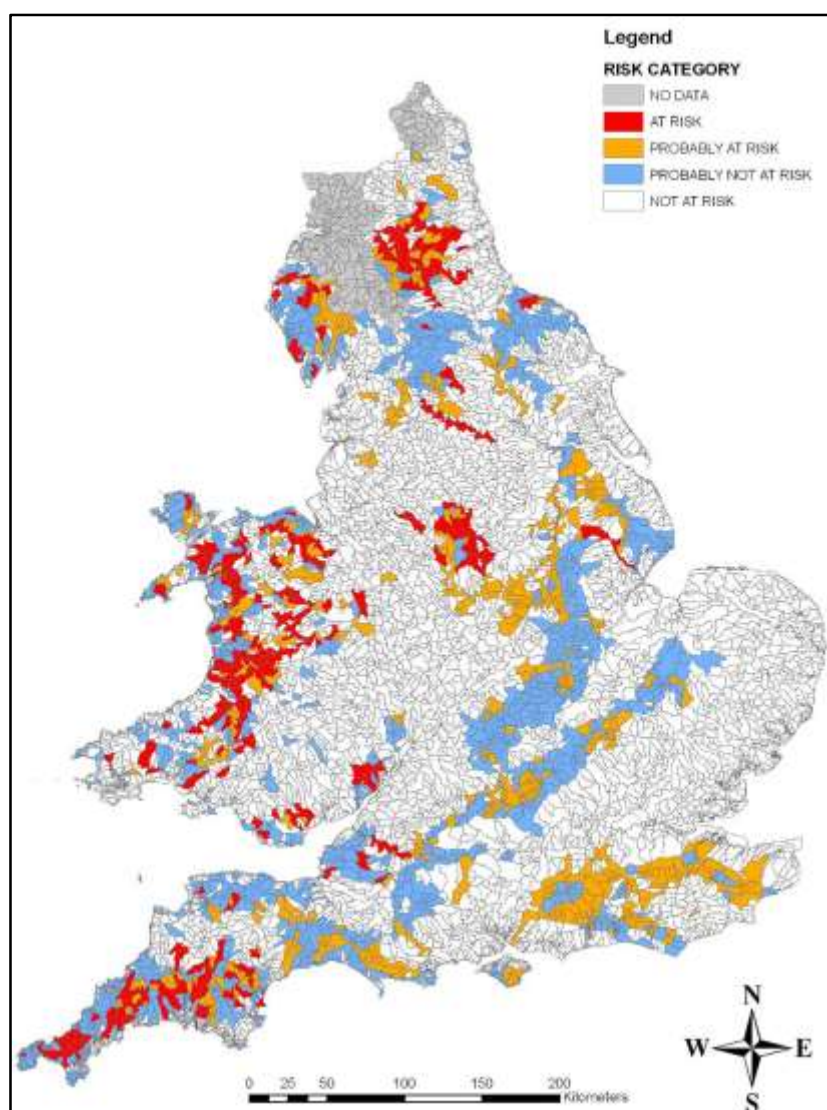 Legend
RISK CATEGORY
NO DATA
AT RISK
PROBABLY AT RISK
PROBABLY NOT AT RISK
NOT AT RISK
N
W E
S
0 25 50 100 150 200
Kilometers